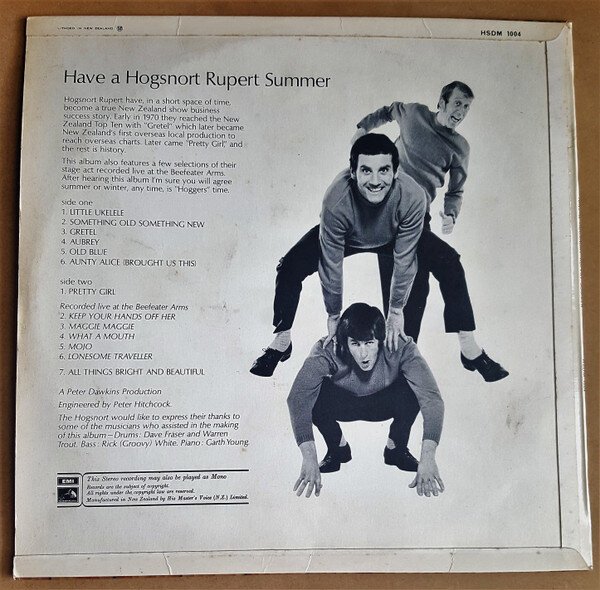 IN NEW ZEALAND
HSDM 1004
Have a Hogsnort Rupert Summer
Hogsnort Rupert have, in a short space of time,
become a true New Zealand show business
success story. Early in 1970 they reached the New
Zealand Top Ten with "Gretel" which later became
New Zealand's first overseas local production to
reach overseas charts. Later came "Pretty Girl" and
the rest is history.
This album also features a few selections of their
stage act recorded live at the Beefeater Arms.
After hearing this album I'm sure you will agree
summer or winter, any time, is "Hoggers" time.
side one
1. LITTLE UKELELE
2. SOMETHING OLD SOMETHING NEW
3. GRETEL
4. AUBREY
5. OLD BLUE
6. AUNTY ALICE (BROUGHT US THIS)
side two
1. PRETTY GIRL
Recorded live at the Beefeater Arms
2. KEEP YOUR HANDS OFF HER
3. MAGGIE MAGGIE
4. WHAT A MOUTH
5. MOJO
6. LONESOME TRAVELLER
7. ALL THINGS BRIGHT AND BEAUTIFUL
A Peter Dawkins Production
Engineered by Peter Hitchcock.
The Hogsnort would like to express their thanks to
some of the musicians who assisted in the making
of this album—Drums: Dave Fraser and Warren
Trout. Bass: Rick (Groovy) White. Piano: Garth Young.
EMI
This Stereo recording may also be played as Mono
Records are the subject of copyright.
All rights under the copyright law are reserved.
Manufactured in New Zealand by His Master's Voice (N.Z.) Limited.